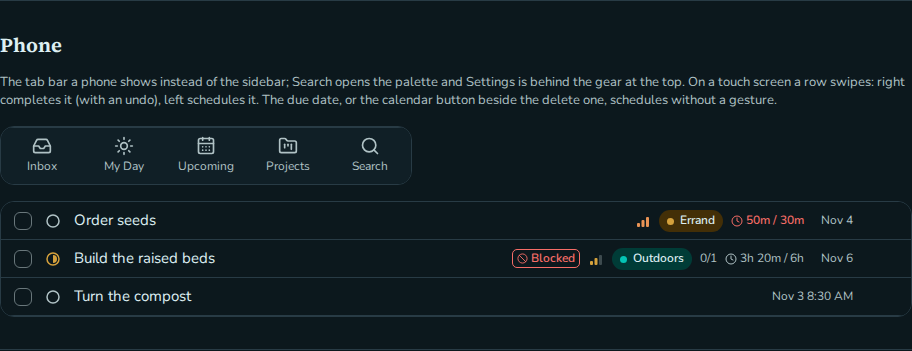 Phone
The tab bar a phone shows instead of the sidebar; Search opens the palette and Settings is behind the gear at the top. On a touch screen a row swipes: right
completes it (with an undo), left schedules it. The due date, or the calendar button beside the delete one, schedules without a gesture.
Inbox My Day Upcoming Projects Search
Order seeds Errand 50m / 30m Nov 4
Build the raised beds Blocked Outdoors 0/1 3h 20m / 6h Nov 6
Turn the compost Nov 3 8:30 AM